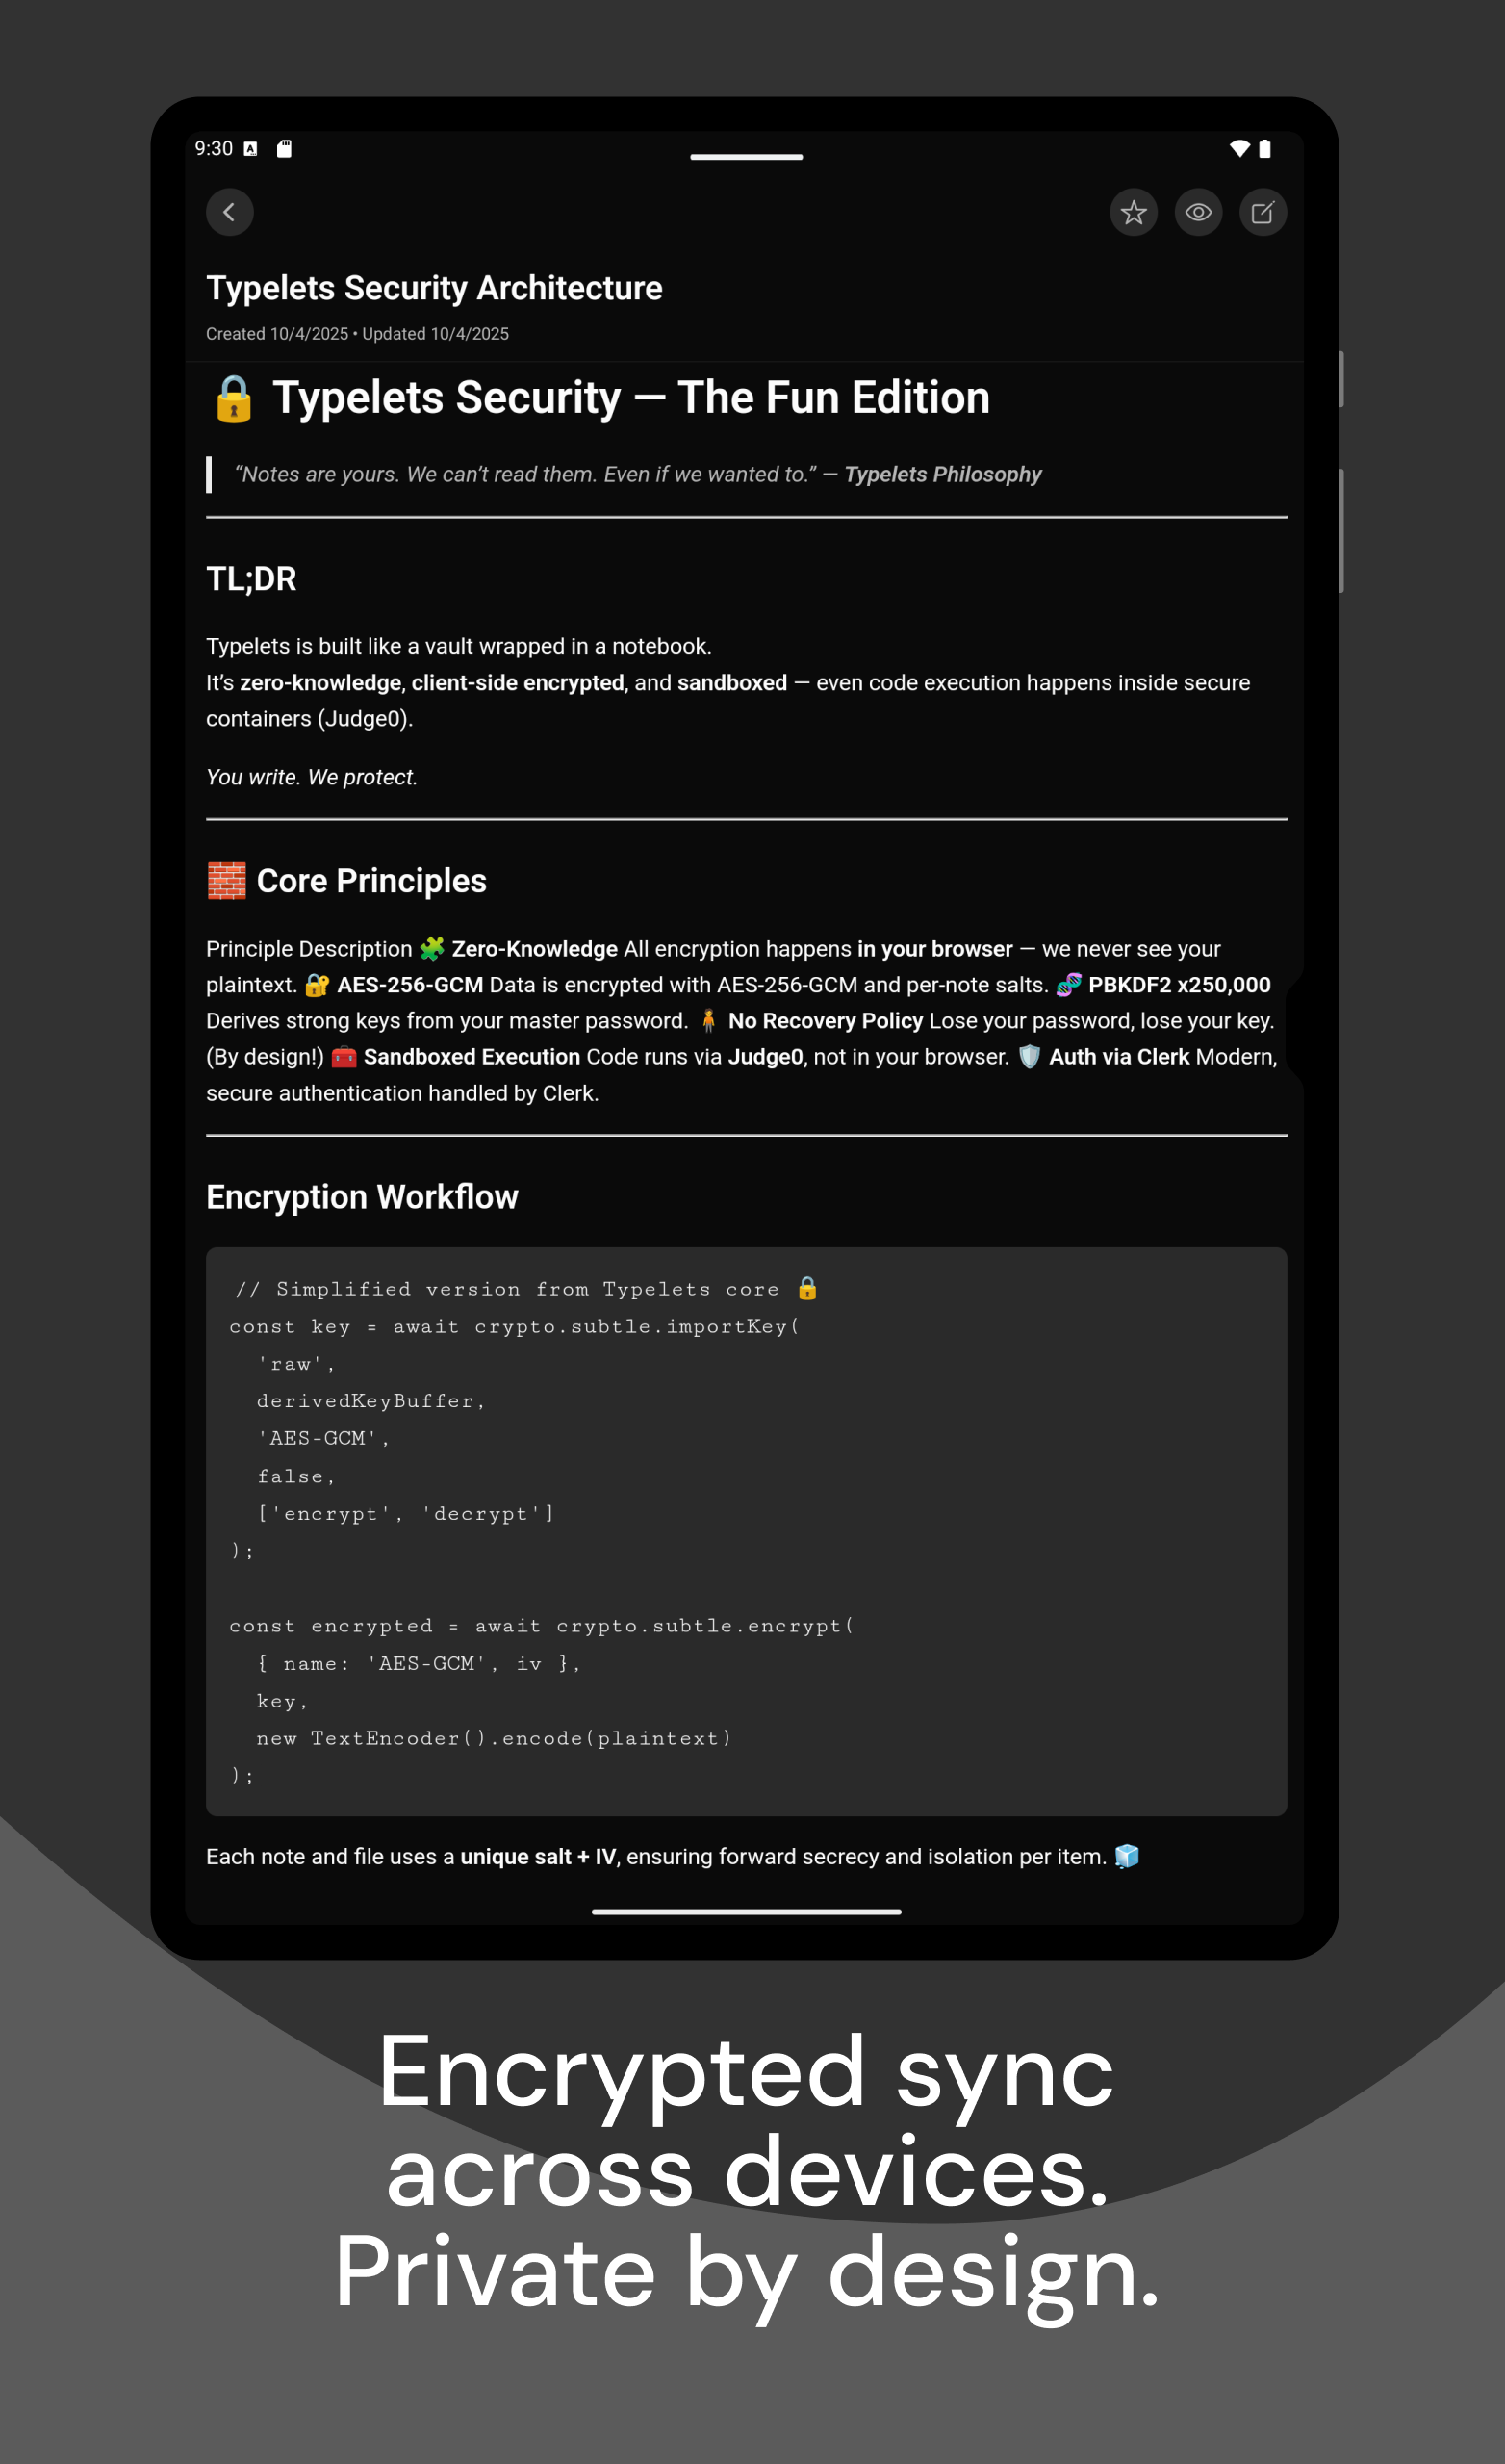 9:30
Typelets Security Architecture
Created 10/4/2025 • Updated 10/4/2025
🔒 Typelets Security — The Fun Edition
“Notes are yours. We can’t read them. Even if we wanted to.” — Typelets Philosophy
TL;DR
Typelets is built like a vault wrapped in a notebook.
It’s zero-knowledge, client-side encrypted, and sandboxed — even code execution happens inside secure
containers (Judge0).
You write. We protect.
🧱 Core Principles
Principle Description 🧩 Zero-Knowledge All encryption happens in your browser — we never see your
plaintext. 🔐 AES-256-GCM Data is encrypted with AES-256-GCM and per-note salts. 🧬 PBKDF2 x250,000
Derives strong keys from your master password. 🧍 No Recovery Policy Lose your password, lose your key.
(By design!) 🧰 Sandboxed Execution Code runs via Judge0, not in your browser. 🛡️ Auth via Clerk Modern,
secure authentication handled by Clerk.
Encryption Workflow
// Simplified version from Typelets core 🔒
const key = await crypto.subtle.importKey(
  'raw',
  derivedKeyBuffer,
  'AES-GCM',
  false,
  ['encrypt', 'decrypt']
);
const encrypted = await crypto.subtle.encrypt(
  { name: 'AES-GCM', iv },
  key,
  new TextEncoder().encode(plaintext)
);
Each note and file uses a unique salt + IV, ensuring forward secrecy and isolation per item. 🧊
Encrypted sync
across devices.
Private by design.